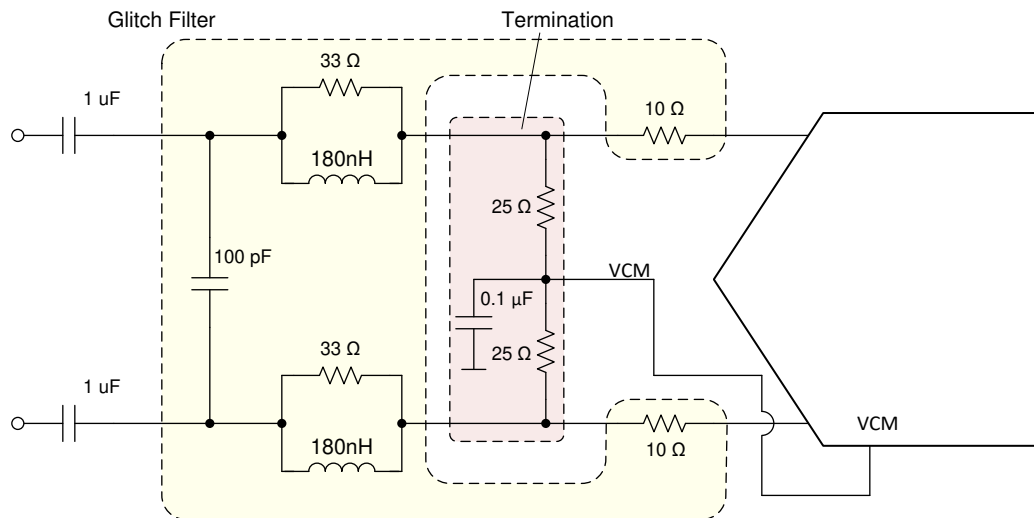 Glitch Filter
Termination
33 Ω
10 Ω
1 uF
180nH
25 Ω
100 pF
VCM
0.1 µF
33 Ω
25 Ω
1 uF
VCM
180nH
10 Ω